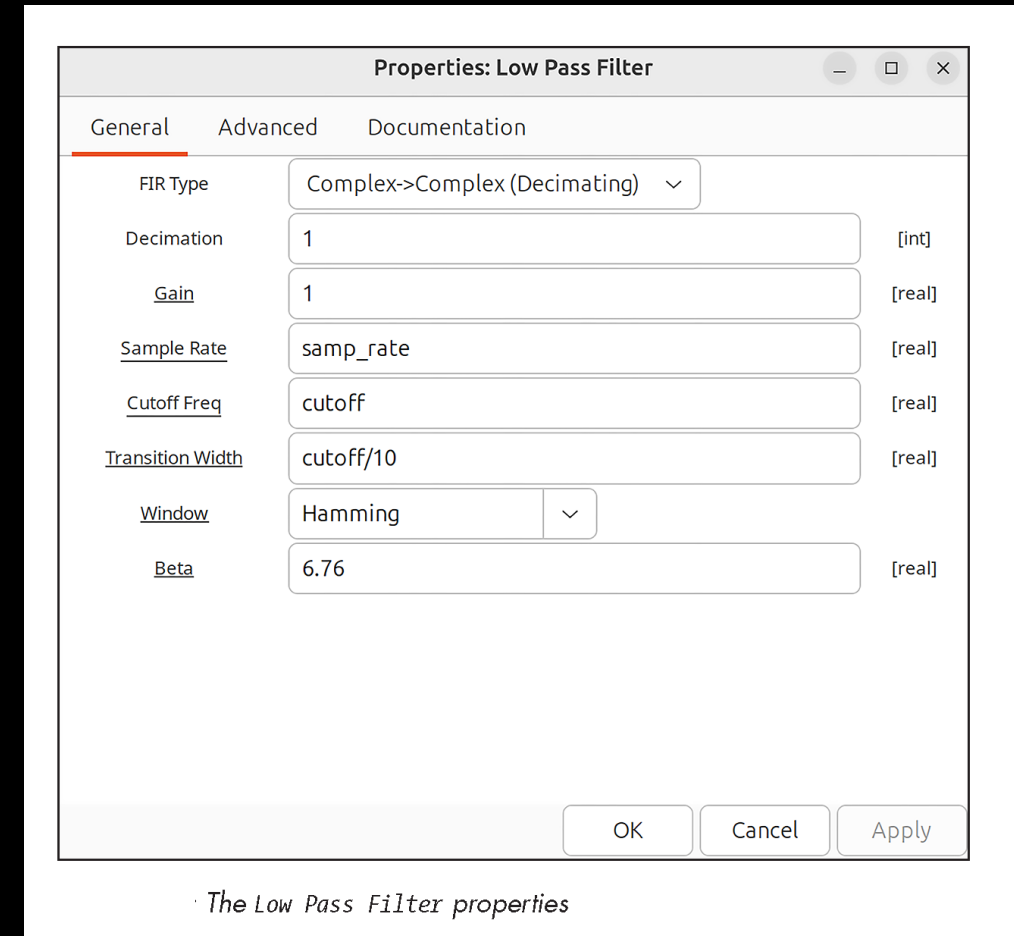 Properties: Low Pass Filter
General Advanced Documentation
FIR Type Complex->Complex (Decimating)
Decimation 1 [int]
Gain 1 [real]
Sample Rate samp_rate [real]
Cutoff Freq cutoff [real]
Transition Width cutoff/10 [real]
Window Hamming
Beta 6.76 [real]
OK Cancel Apply
The Low Pass Filter properties